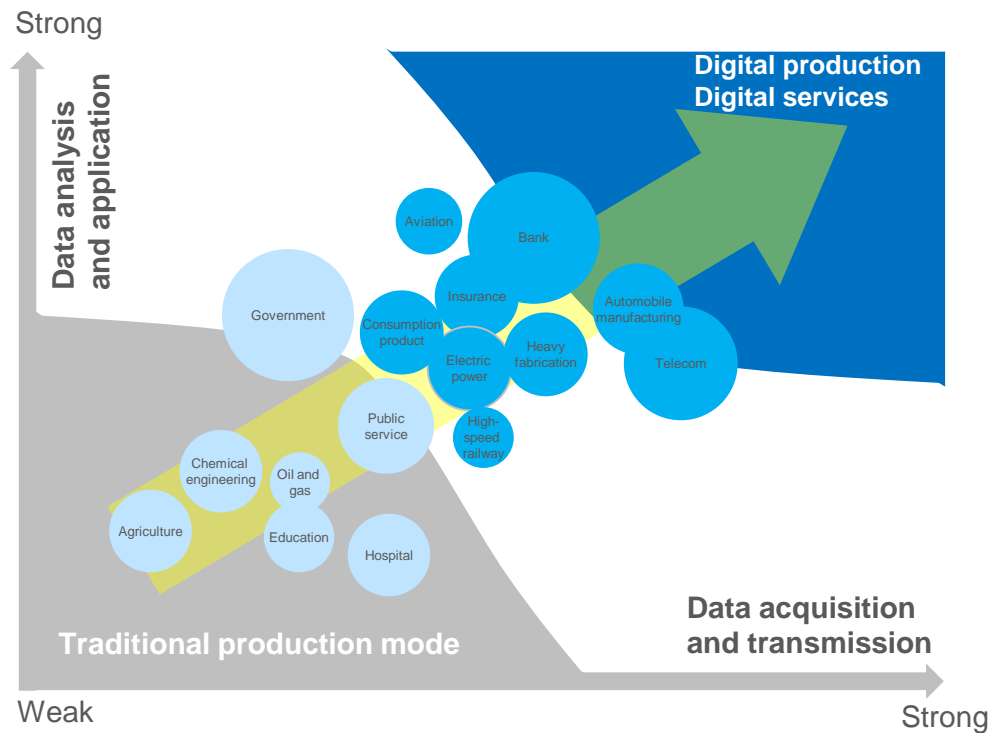 Strong
Data analysis
and application
Digital production
Digital services
Aviation
Bank
Insurance
Government
Consumption
product
Automobile
manufacturing
Electric
power
Heavy
fabrication
Telecom
Public
service
High-
speed
railway
Chemical
engineering
Oil and
gas
Agriculture
Education
Hospital
Traditional production mode
Data acquisition
and transmission
Weak
Strong